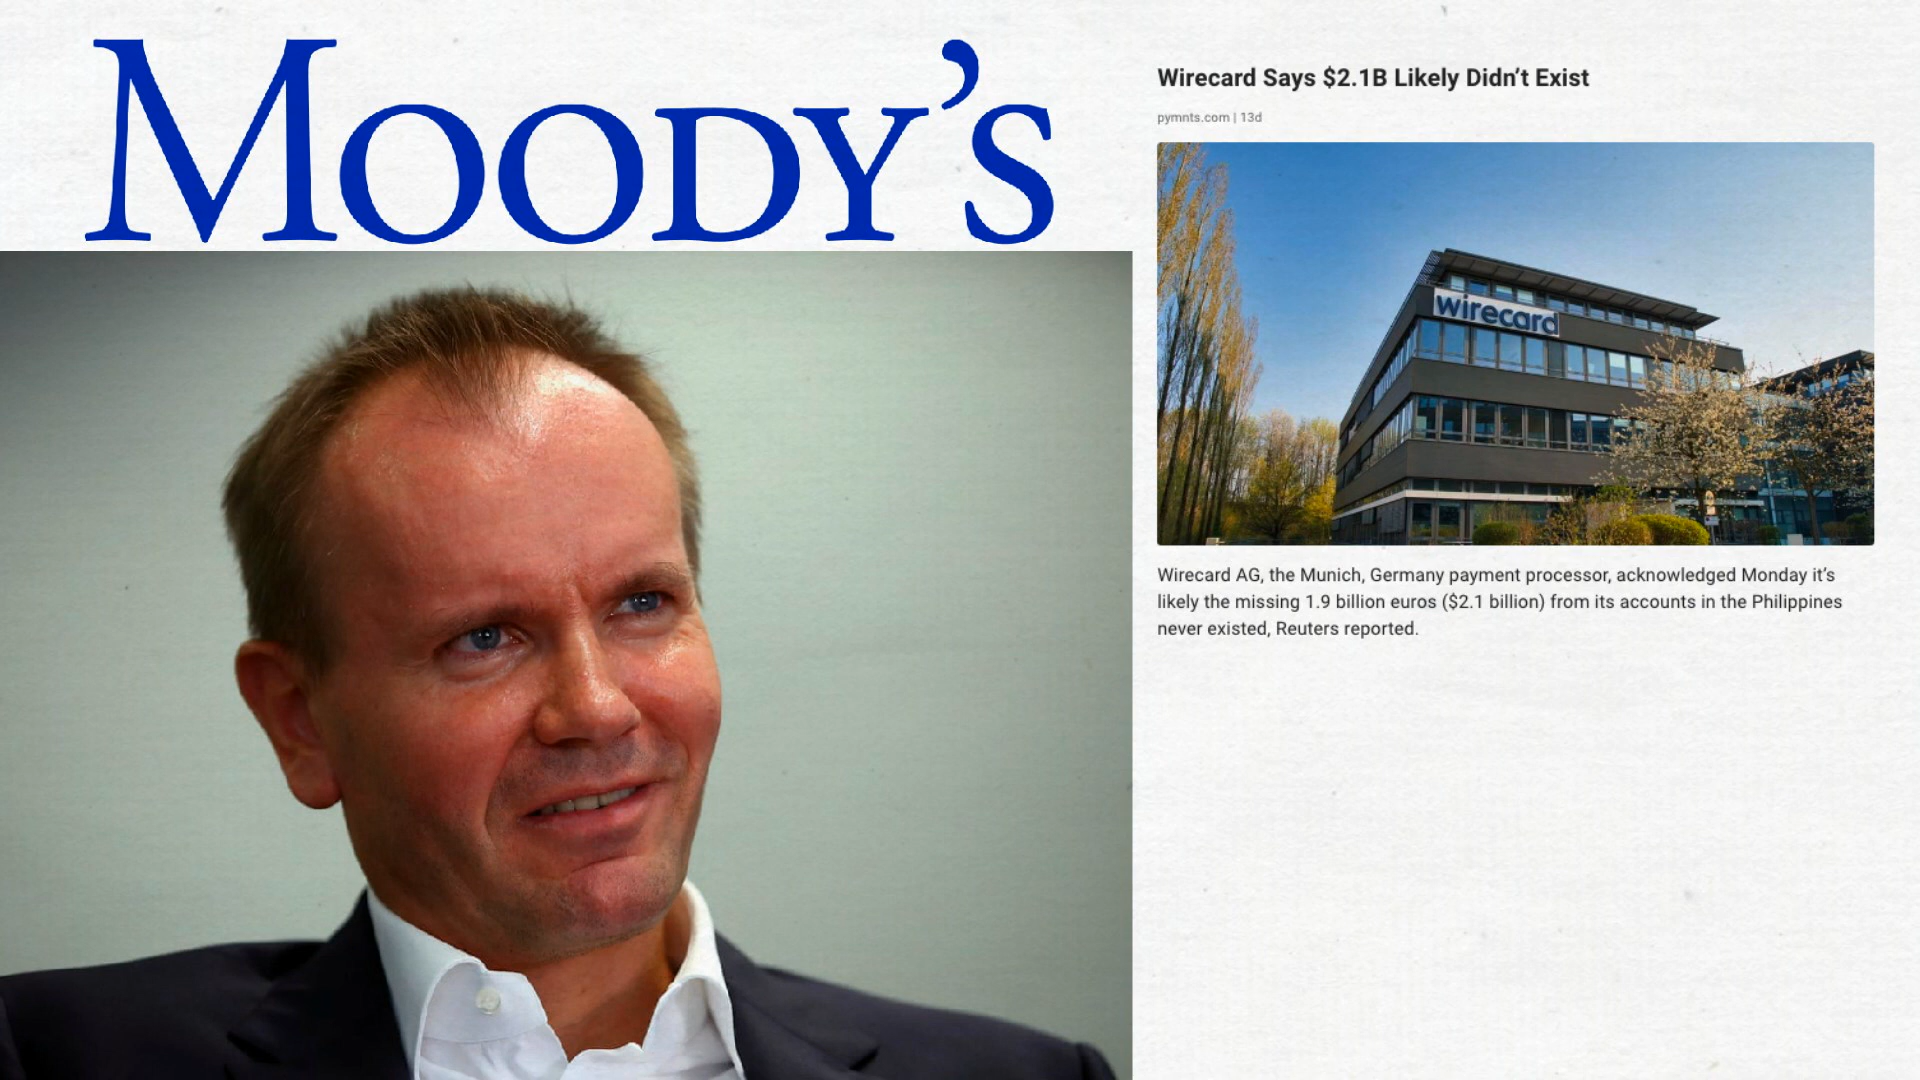 MOODY'S
Wirecard Says $2.1B Likely Didn’t Exist
pymnts.com | 13d
wirecard
Wirecard AG, the Munich, Germany payment processor, acknowledged Monday it’s
likely the missing 1.9 billion euros ($2.1 billion) from its accounts in the Philippines
never existed, Reuters reported.